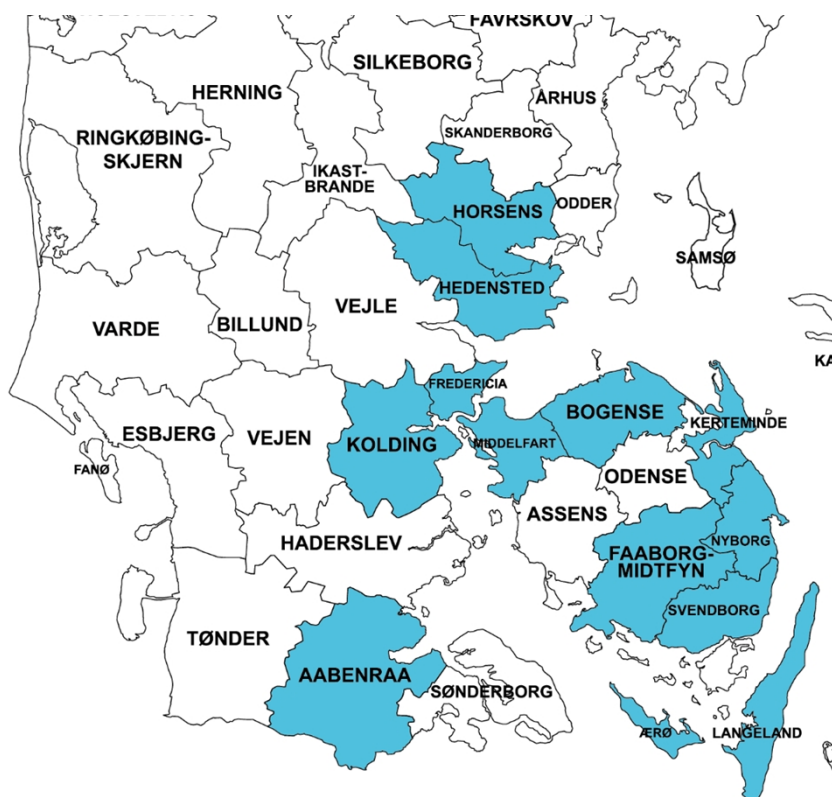 FAVRSKOV
SILKEBORG
HERNING
ARHUS
SKANDERBORG
RINGKØBING-
SKJERN
IKAST-
BRANDE
HORSENS
ODDER
SAMSØ
HEDENSTED
VEJLE
BILLUND
VARDE
KA
FREDERICIA
BOGENSE
KERTEMINDE
ESBJERG
VEJEN
KOLDING
MIDDELFART
FANØ
ODENSE
ASSENS
HADERSLEV
NYBORG
FAABORG-
MIDTFYN
SVENDBORG
TØNDER
AABENRAA
SØNDERBORG
ÆRØ
LANGELAND